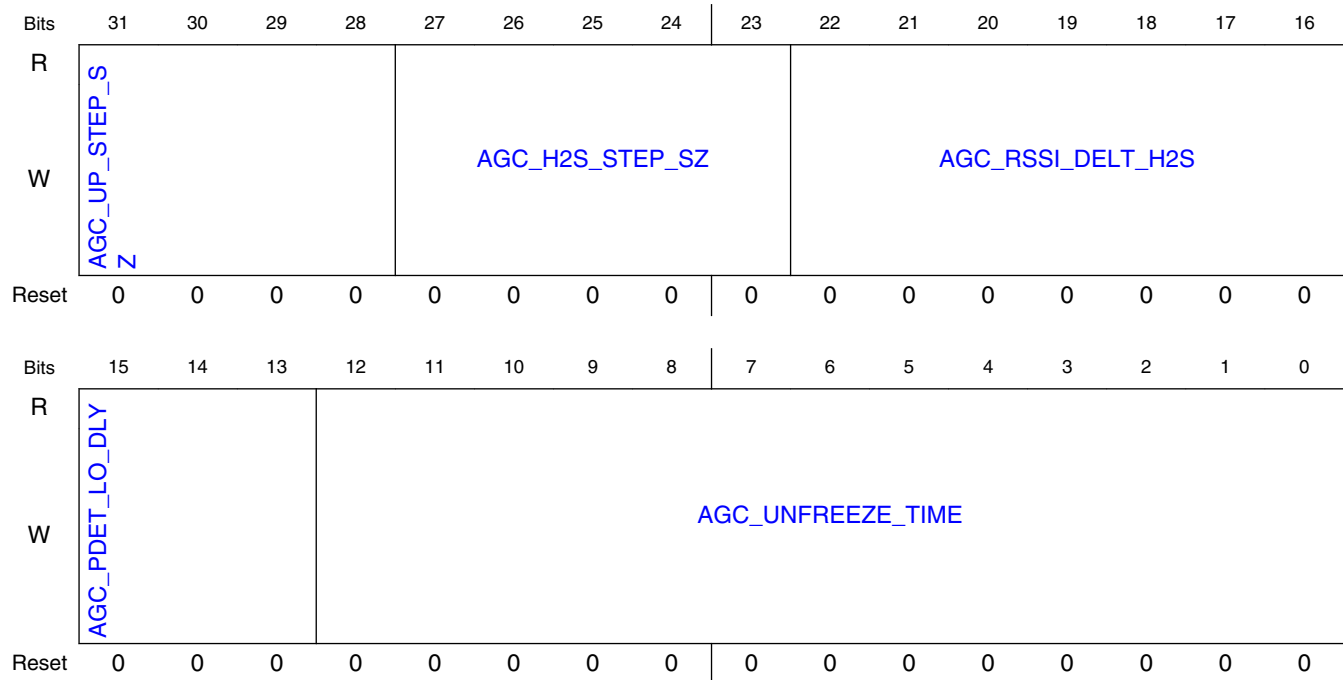 Bits 31 30 29 28 27 26 25 24 23 22 21 20 19 18 17 16
R
W
AGC_UP_STEP_S
Z
AGC_H2S_STEP_SZ
AGC_RSSI_DELT_H2S
Reset 0 0 0 0 0 0 0 0 0 0 0 0 0 0 0 0
Bits 15 14 13 12 11 10 9 8 7 6 5 4 3 2 1 0
R
W
AGC_PDET_LO_DLY
AGC_UNFREEZE_TIME
Reset 0 0 0 0 0 0 0 0 0 0 0 0 0 0 0 0